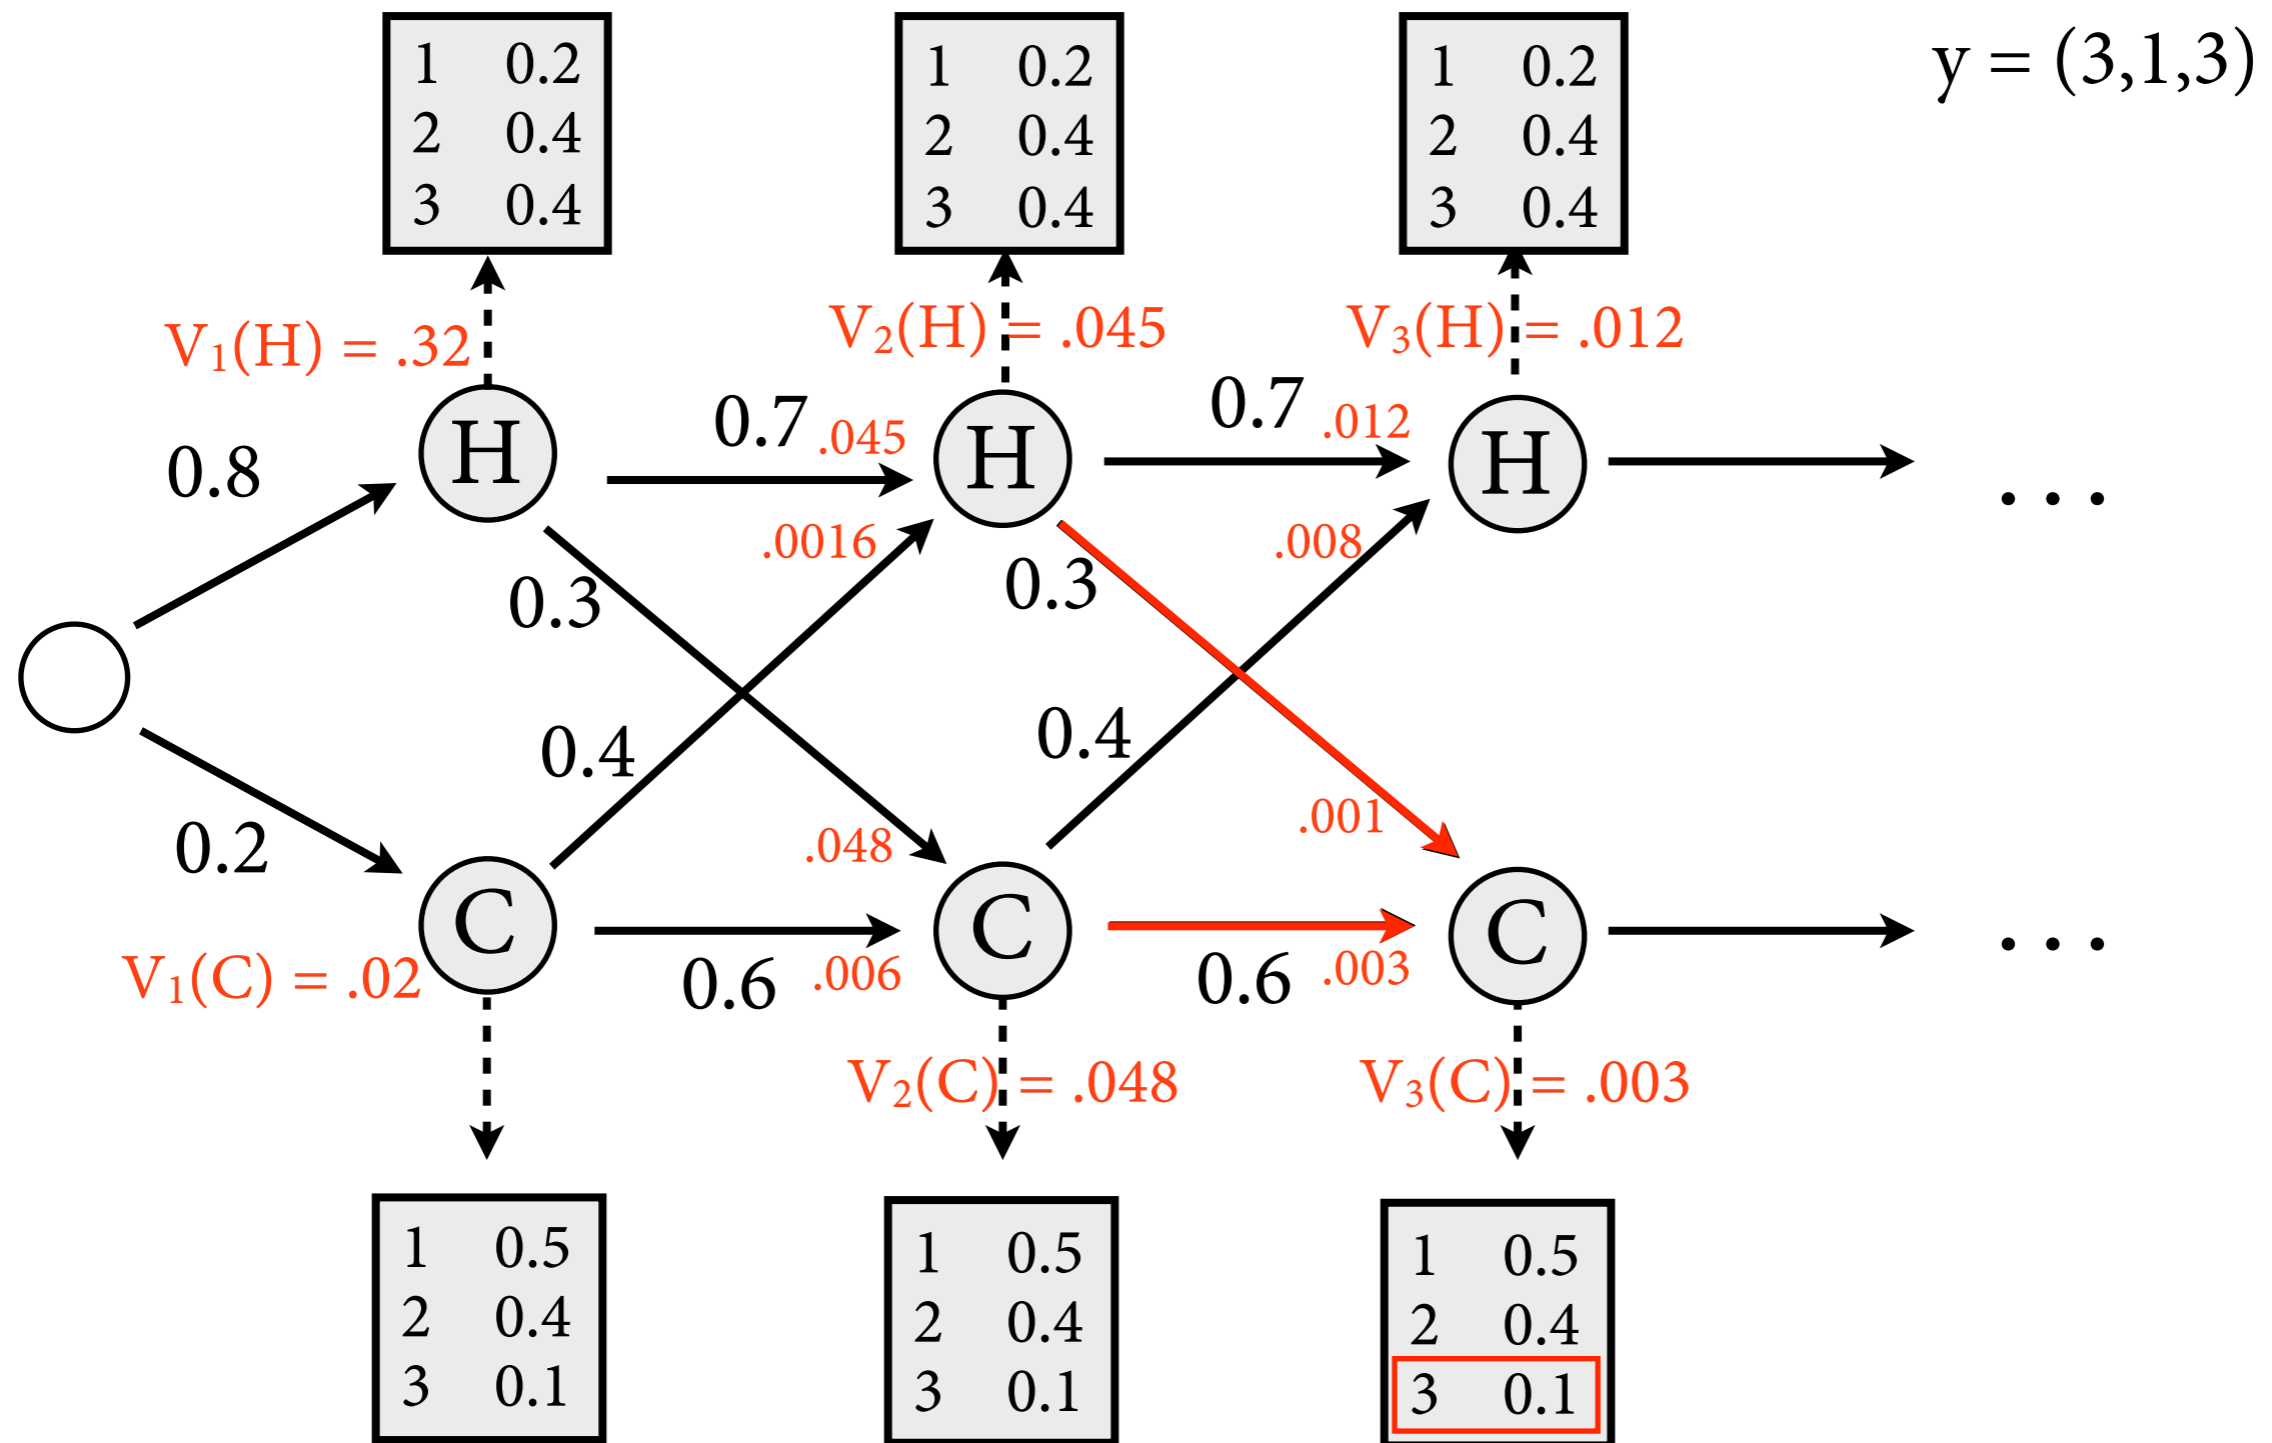 y = (3,1,3)
1 0.2
2 0.4
3 0.4
1 0.2
2 0.4
3 0.4
1 0.2
2 0.4
3 0.4
V₁(H) = .32
V₂(H) = .045
V₃(H) = .012
0.8
H
0.7 .045
H
0.7 .012
H
. . .
0.3
.0016
0.3
.008
0.4
.048
0.4
.001
0.2
C
0.6 .006
C
0.6 .003
C
. . .
V₁(C) = .02
V₂(C) = .048
V₃(C) = .003
1 0.5
2 0.4
3 0.1
1 0.5
2 0.4
3 0.1
1 0.5
2 0.4
3 0.1